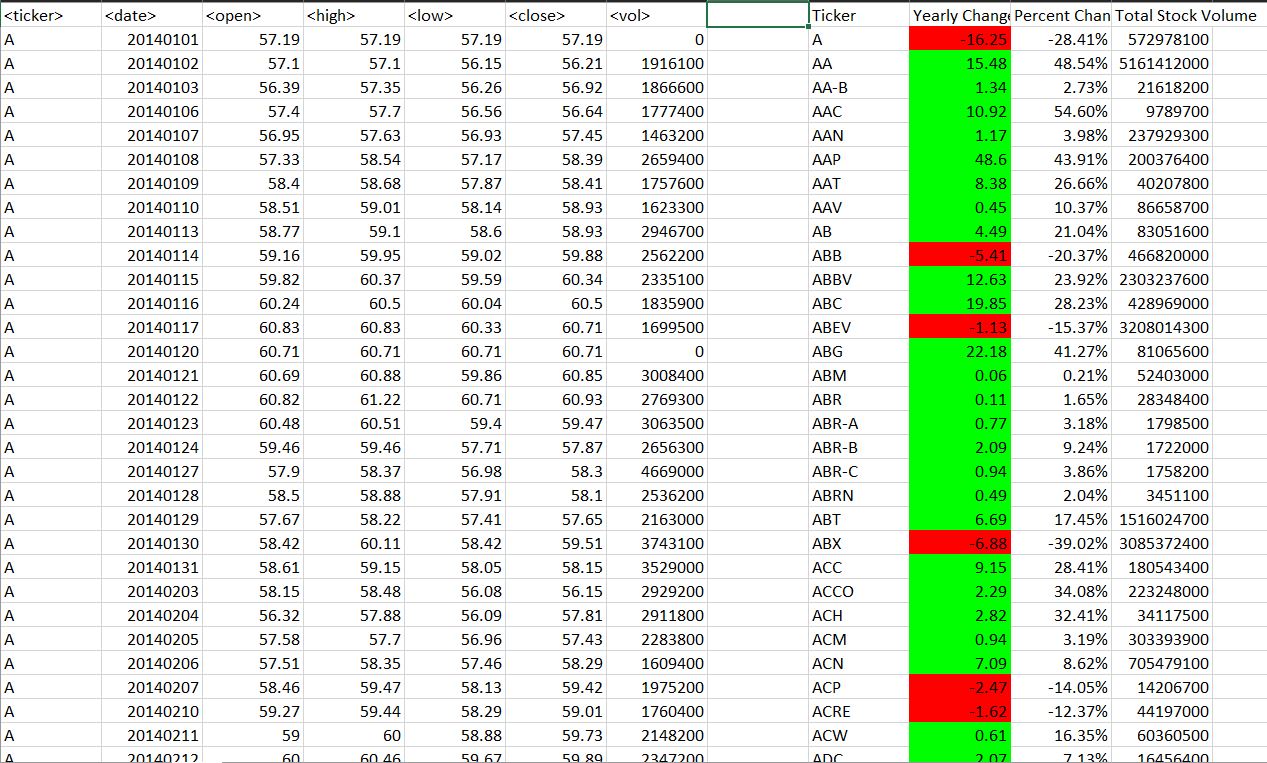 <ticker> <date> <open> <high> <low> <close> <vol> Ticker Yearly Chang Percent Chan Total Stock Volume
A 20140101 57.19 57.19 57.19 57.19 0 A -16.25 -28.41% 572978100
A 20140102 57.1 57.1 56.15 56.21 1916100 AA 15.48 48.54% 5161412000
A 20140103 56.39 57.35 56.26 56.92 1866600 AA-B 1.34 2.73% 21618200
A 20140106 57.4 57.7 56.56 56.64 1777400 AAC 10.92 54.60% 9789700
A 20140107 56.95 57.63 56.93 57.45 1463200 AAN 1.17 3.98% 237929300
A 20140108 57.33 58.54 57.17 58.39 2659400 AAP 48.6 43.91% 200376400
A 20140109 58.4 58.68 57.87 58.41 1757600 AAT 8.38 26.66% 40207800
A 20140110 58.51 59.01 58.14 58.93 1623300 AAV 0.45 10.37% 86658700
A 20140113 58.77 59.1 58.6 58.93 2946700 AB 4.49 21.04% 83051600
A 20140114 59.16 59.95 59.02 59.88 2562200 ABB -5.41 -20.37% 466820000
A 20140115 59.82 60.37 59.59 60.34 2335100 ABBV 12.63 23.92% 2303237600
A 20140116 60.24 60.5 60.04 60.5 1835900 ABC 19.85 28.23% 428969000
A 20140117 60.83 60.83 60.33 60.71 1699500 ABEV -1.13 -15.37% 3208014300
A 20140120 60.71 60.71 60.71 60.71 0 ABG 22.18 41.27% 81065600
A 20140121 60.69 60.88 59.86 60.85 3008400 ABM 0.06 0.21% 52403000
A 20140122 60.82 61.22 60.71 60.93 2769300 ABR 0.11 1.65% 28348400
A 20140123 60.48 60.51 59.4 59.47 3063500 ABR-A 0.77 3.18% 1798500
A 20140124 59.46 59.46 57.71 57.87 2656300 ABR-B 2.09 9.24% 1722000
A 20140127 57.9 58.37 56.98 58.3 4669000 ABR-C 0.94 3.86% 1758200
A 20140128 58.5 58.88 57.91 58.1 2536200 ABRN 0.49 2.04% 3451100
A 20140129 57.67 58.22 57.41 57.65 2163000 ABT 6.69 17.45% 1516024700
A 20140130 58.42 60.11 58.42 59.51 3743100 ABX -6.88 -39.02% 3085372400
A 20140131 58.61 59.15 58.05 58.15 3529000 ACC 9.15 28.41% 180543400
A 20140203 58.15 58.48 56.08 56.15 2929200 ACCO 2.29 34.08% 223248000
A 20140204 56.32 57.88 56.09 57.81 2911800 ACH 2.82 32.41% 34117500
A 20140205 57.58 57.7 56.96 57.43 2283800 ACM 0.94 3.19% 303393900
A 20140206 57.51 58.35 57.46 58.29 1609400 ACN 7.09 8.62% 705479100
A 20140207 58.46 59.47 58.13 59.42 1975200 ACP -2.47 -14.05% 14206700
A 20140210 59.27 59.44 58.29 59.01 1760400 ACRE -1.62 -12.37% 44197000
A 20140211 59 60 58.88 59.73 2148200 ACW 0.61 16.35% 60360500
A 20140212 60 60.46 59.67 59.89 2347200 ADC 2.07 7.13% 16456400